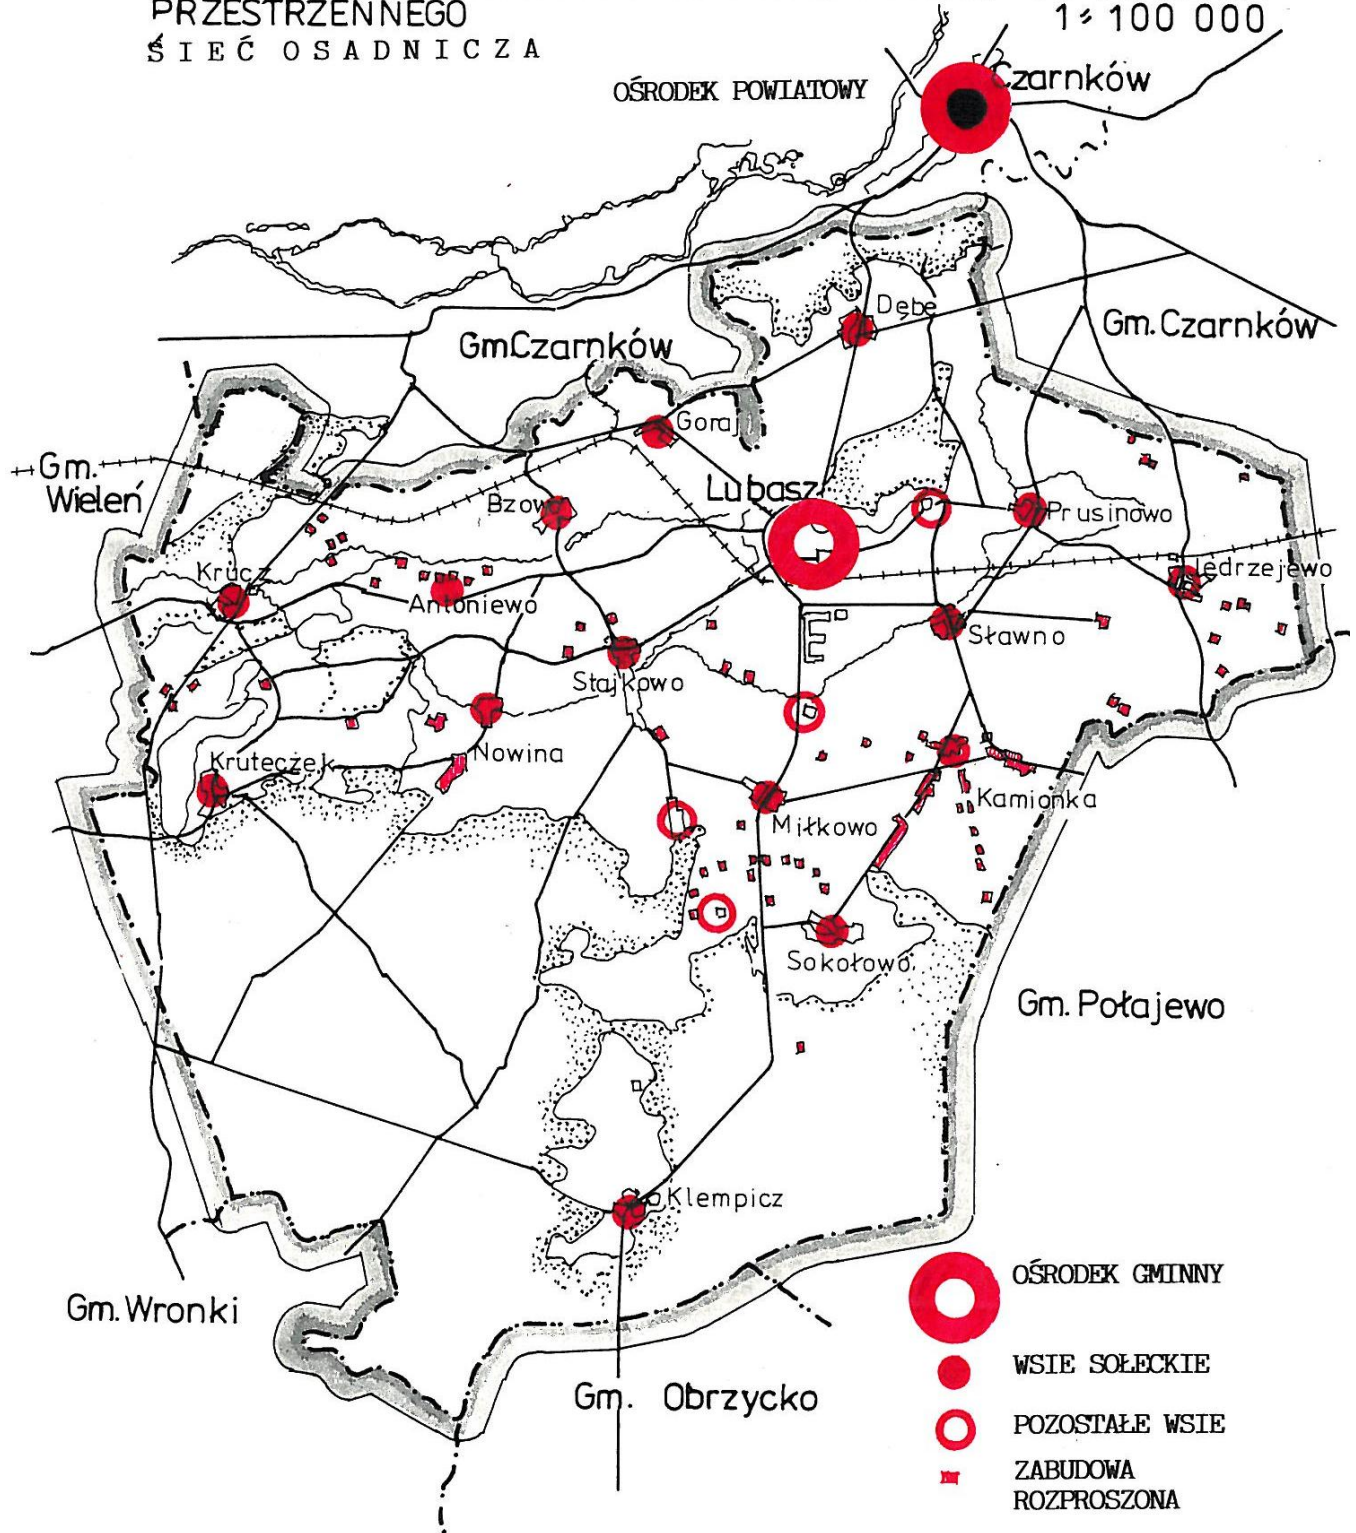 PRZESTRZENNEGO
SIEĆ OSADNICZA
1:100 000
OŚRODEK POWIATOWY
Czarnków
Dębe
Gm.Czarnków
Gm.Czarnków
Goraj
Gm.
Wieleń
Lubasz
Bzowo
Prusinowo
Krucz
Jędrzejewo
Antoniewo
Sławno
Stajkowo
Nowina
Kruteczek
Kamionka
Miłkowo
Sokołowo
Gm. Połajewo
Klempicz
Gm. Wronki
Gm. Obrzycko
OŚRODEK GMINNY
WSIE SOŁECKIE
POZOSTAŁE WSIE
ZABUDOWA
ROZPROSZONA